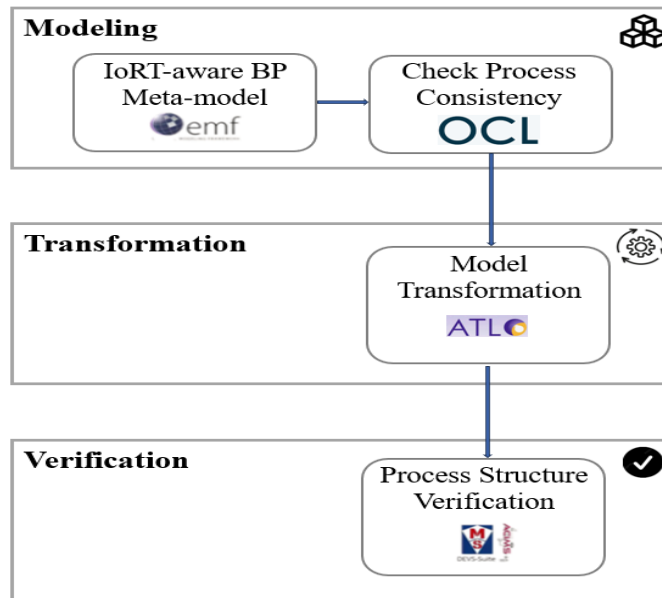 Modeling
IoRT-aware BP
Meta-model
emf
Check Process
Consistency
OCL
Transformation
Model
Transformation
ATL
Verification
Process Structure
Verification
M
S
DEVS-Suite